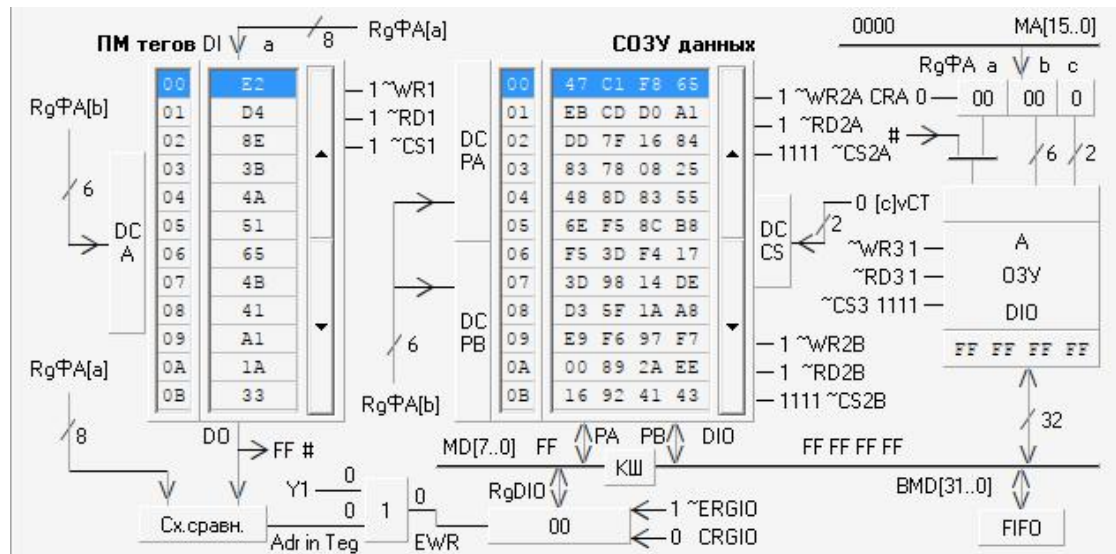 0000 MA[15..0]
RgФА[a]
8
ПМ тегов DI a
СОЗУ данных
RgФА a b c
00 00 0
RgФА[b]
6
DC A
00 E2
01 D4
02 8E
03 3B
04 4A
05 51
06 65
07 4B
08 41
09 A1
0A 1A
0B 33
1 ~WR1
1 ~RD1
1 ~CS1
DC PA
DC PB
6
RgФА[b]
00 47 C1 F8 65
01 EB CD D0 A1
02 DD 7F 16 84
03 83 78 08 25
04 48 8D 83 55
05 6E F5 8C B8
06 F5 3D F4 17
07 3D 98 14 DE
08 D3 5F 1A A8
09 E9 F6 97 F7
0A 00 89 2A EE
0B 16 92 41 43
1 ~WR2A CRA 0
1 ~RD2A #
1111 ~CS2A
6 2
0 [c]vCT
2
DC CS
~WR3 1
~RD3 1
~CS3 1111
A
ОЗУ
DIO
FF FF FF FF
1 ~WR2B
1 ~RD2B
1111 ~CS2B
32
RgФА[a]
8
DO
FF #
MD[7..0] FF
PA PB DIO
FF FF FF FF
КШ
BMD[31..0]
FIFO
Y1 0
0
1
0
Сх.сравн.
Adr in Teg
EWR
RgDIO
00
1 ~ERGIO
0 CRGIO